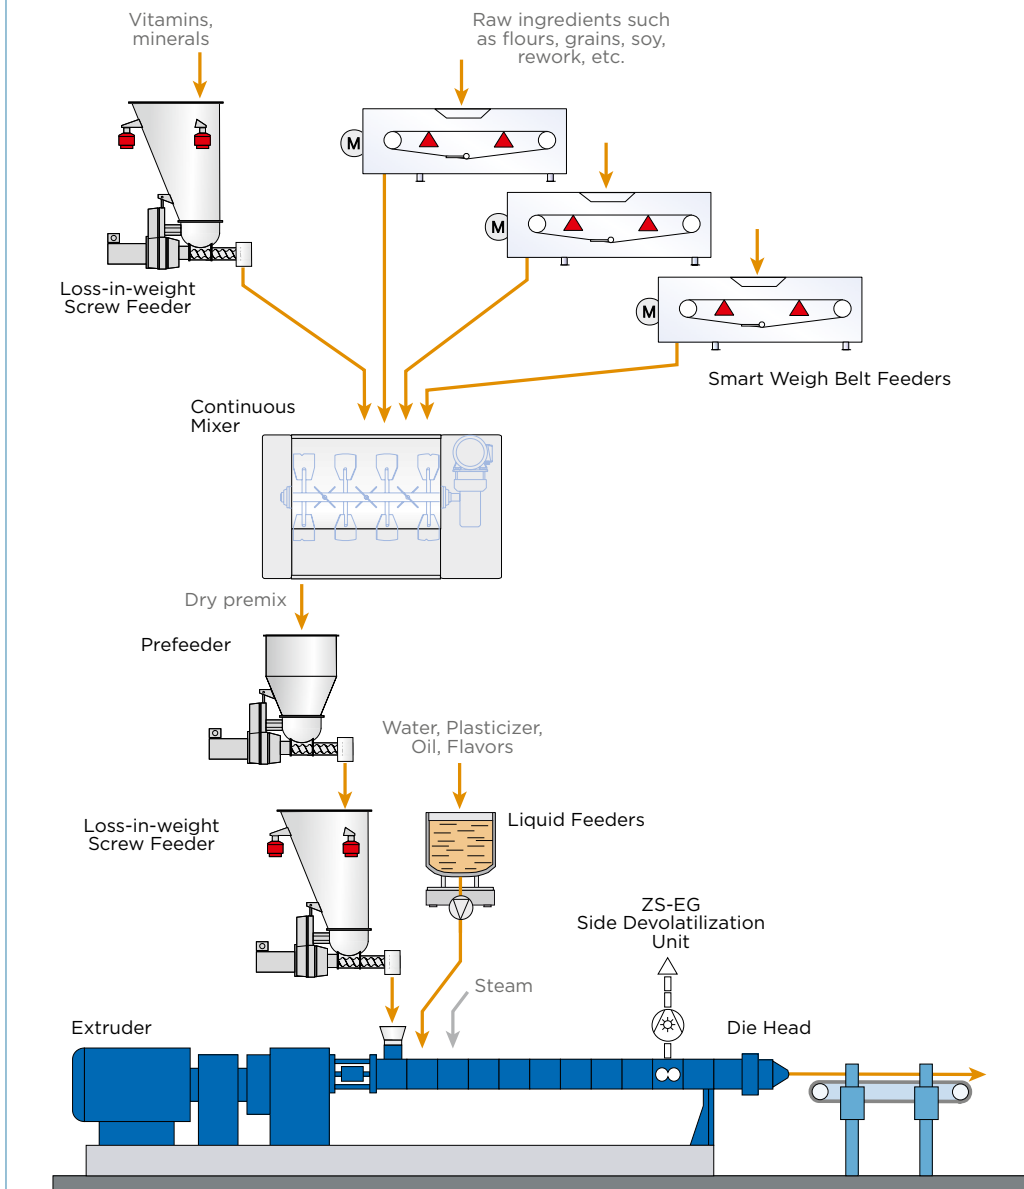 Vitamins,
minerals
Raw ingredients such
as flours, grains, soy,
rework, etc.
M
M
M
Loss-in-weight
Screw Feeder
Smart Weigh Belt Feeders
Continuous
Mixer
Dry premix
Prefeeder
Water, Plasticizer,
Oil, Flavors
Loss-in-weight
Screw Feeder
Liquid Feeders
ZS-EG
Side Devolatilization
Unit
Steam
Extruder
Die Head